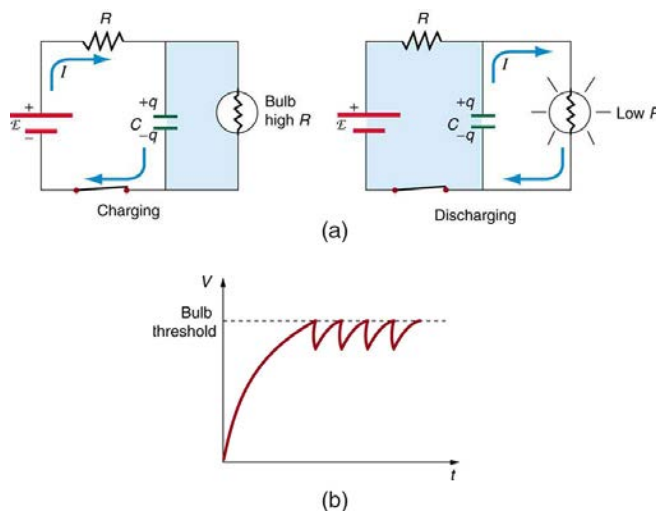 R
I
+
ℰ
−
+q
C
−q
Bulb
high R
Charging
R
I
+
ℰ
+q
C
−q
Low R
Discharging
(a)
V
Bulb
threshold
t
(b)